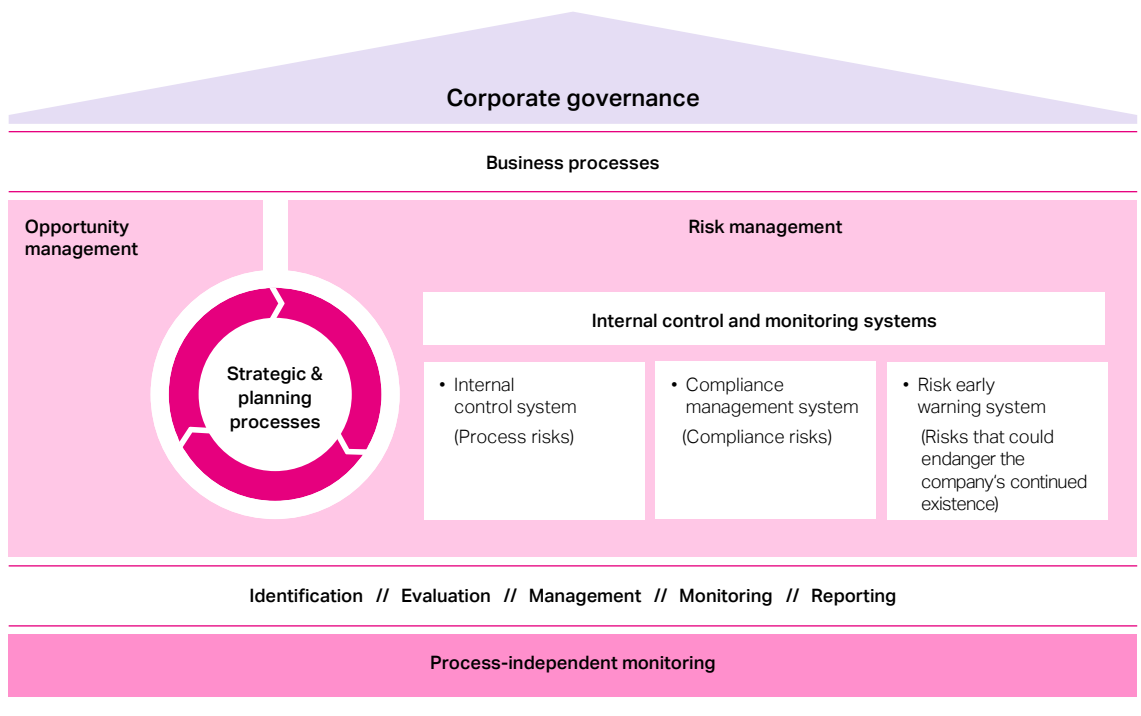 Corporate governance
Business processes
Opportunity
management
Risk management
Internal control and monitoring systems
Strategic &
planning
processes
• Internal
control system
(Process risks)
• Compliance
management system
(Compliance risks)
• Risk early
warning system
(Risks that could
endanger the
company’s continued
existence)
Identification // Evaluation // Management // Monitoring // Reporting
Process-independent monitoring